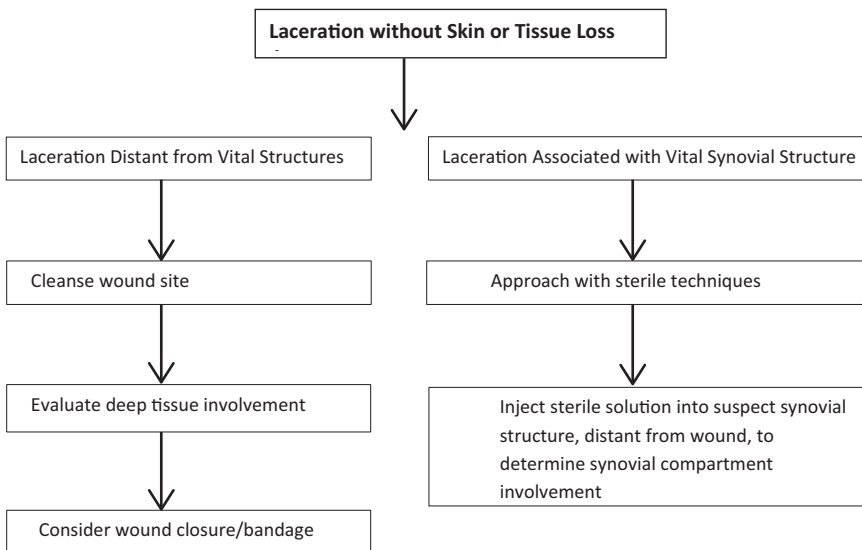 Laceration without Skin or Tissue Loss
Laceration Distant from Vital Structures
Laceration Associated with Vital Synovial Structure
Cleanse wound site
Approach with sterile techniques
Evaluate deep tissue involvement
Inject sterile solution into suspect synovial
structure, distant from wound, to
determine synovial compartment
involvement
Consider wound closure/bandage